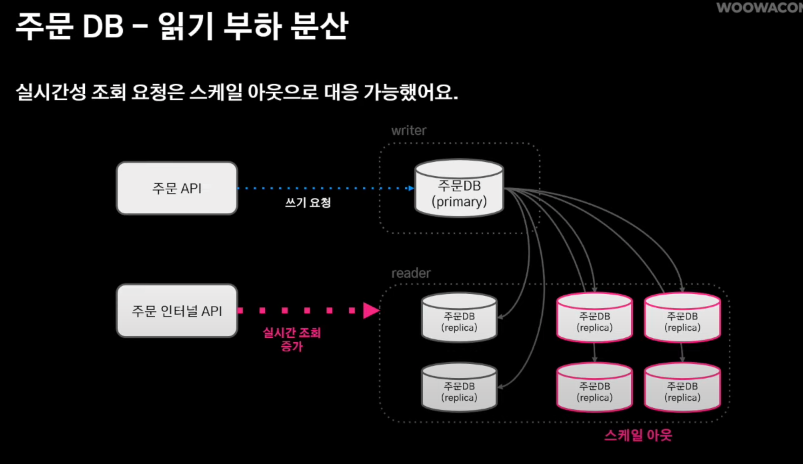 WOOWACON
주문 DB – 읽기 부하 분산
실시간성 조회 요청은 스케일 아웃으로 대응 가능했어요.
writer
주문 API
쓰기 요청
주문DB
(primary)
reader
주문 인터널 API
실시간 조회
증가
주문DB
(replica)
주문DB
(replica)
주문DB
(replica)
주문DB
(replica)
주문DB
(replica)
주문DB
(replica)
스케일 아웃